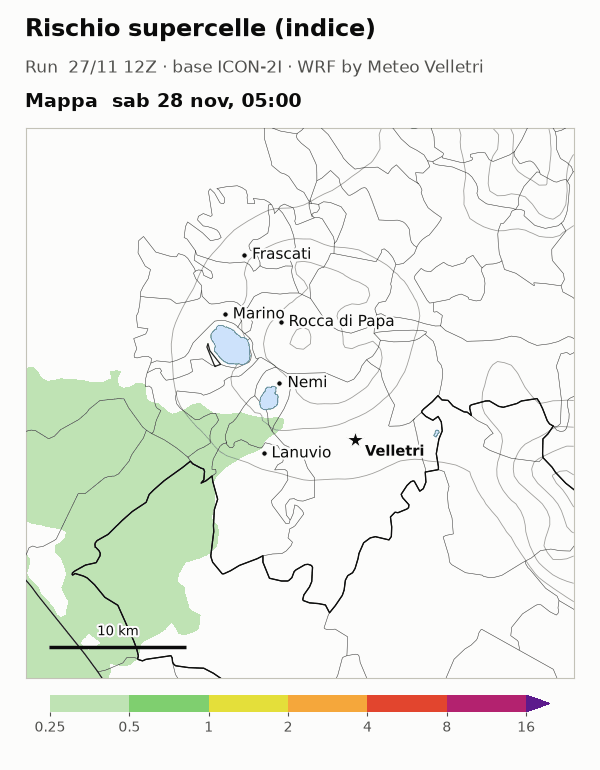 Rischio supercelle (indice)
Run 27/11 12Z · base ICON-2I · WRF by Meteo Velletri
Mappa sab 28 nov, 05:00
Frascati
Marino
Rocca di Papa
Nemi
Velletri
Lanuvio
10 km
0.25 0.5 1 2 4 8 16